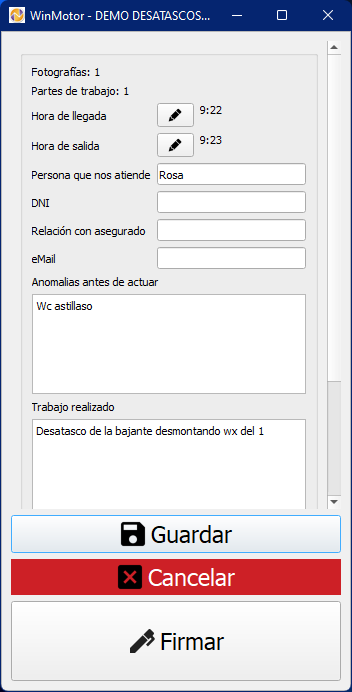 WinMotor - DEMO DESATASCOS...
Fotografías: 1
Partes de trabajo: 1
Hora de llegada 9:22
Hora de salida 9:23
Persona que nos atiende Rosa
DNI
Relación con asegurado
eMail
Anomalias antes de actuar
Wc astillaso
Trabajo realizado
Desatasco de la bajante desmontando wx del 1
Guardar
Cancelar
Firmar